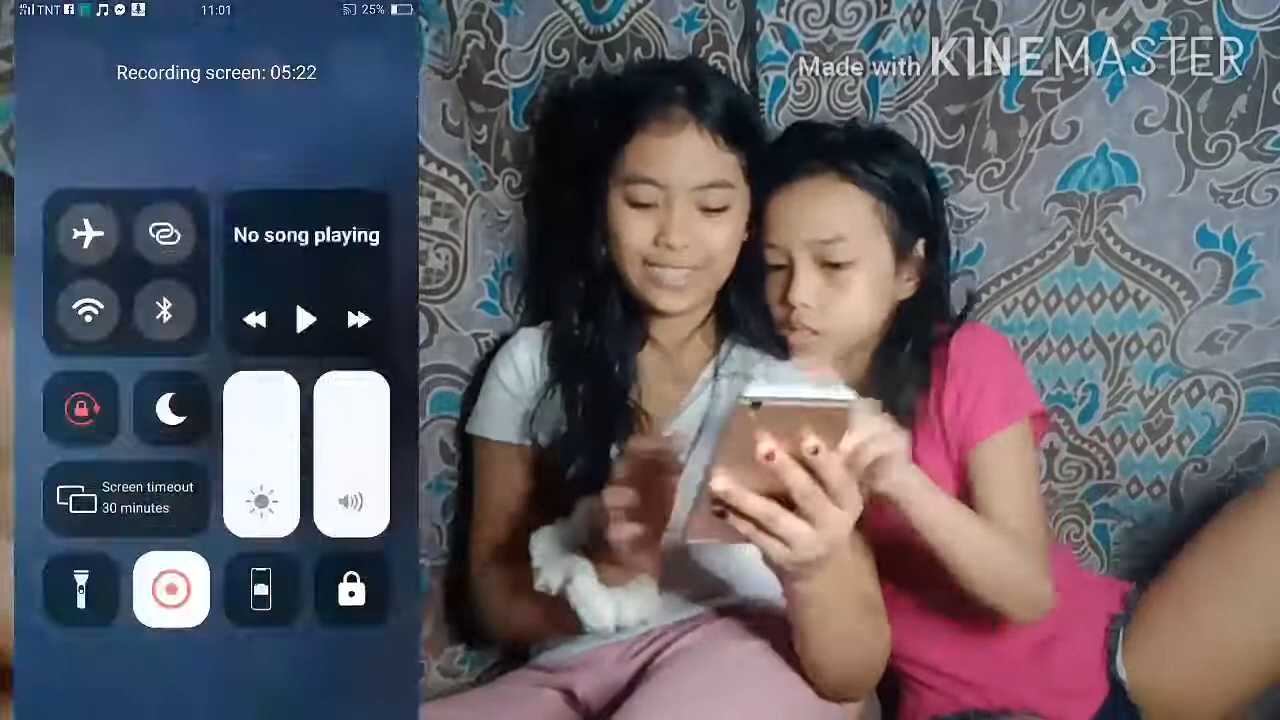 TNT 11:01 25%
Recording screen: 05:22
Made with KINEMASTER
No song playing
Screen timeout
30 minutes